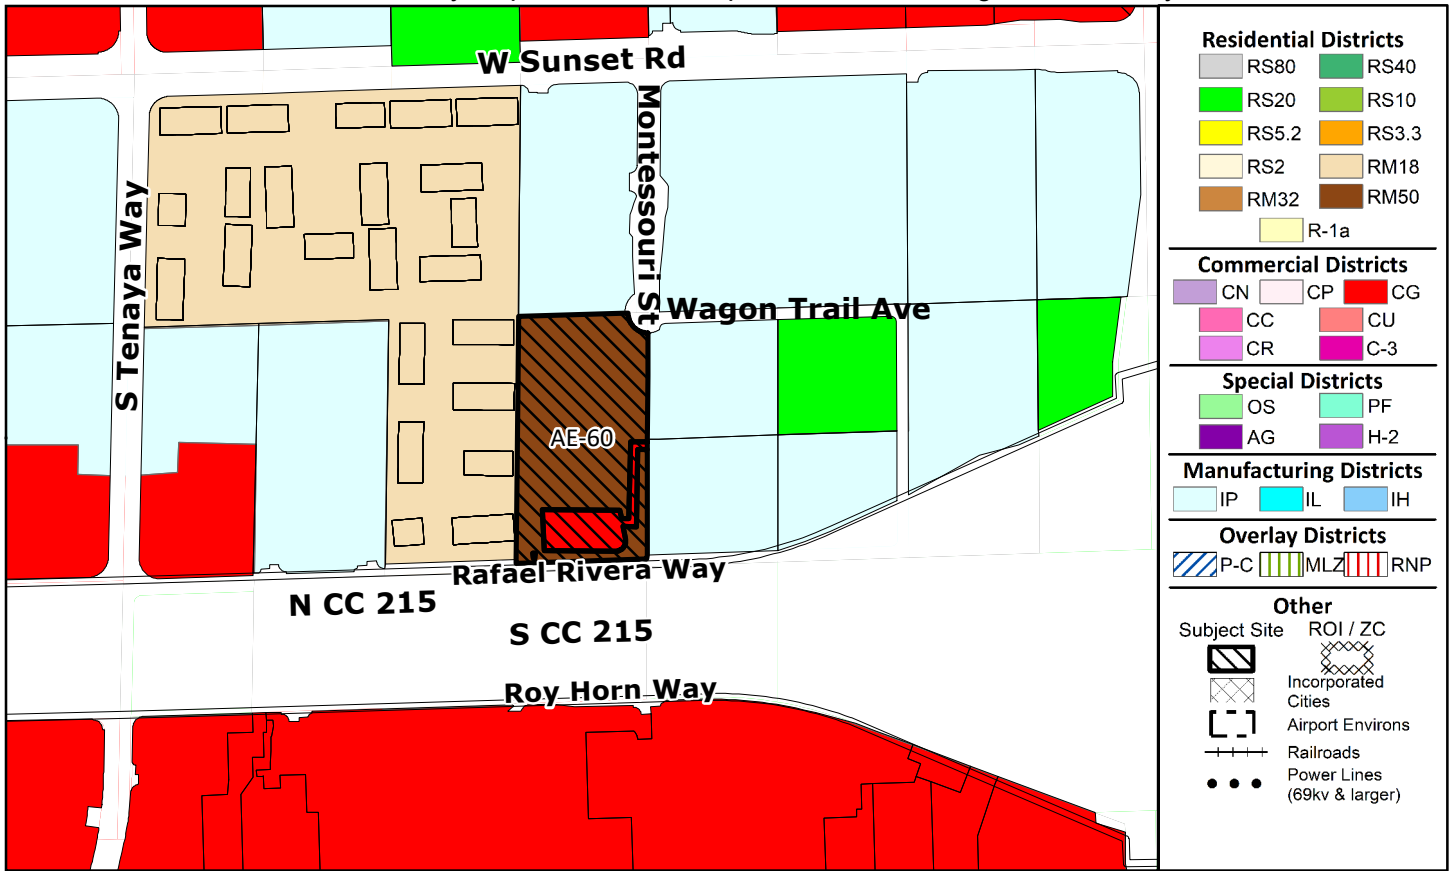 W Sunset Rd
Montessouri St
S Tenaya Way
Wagon Trail Ave
AE-60
Rafael Rivera Way
N CC 215
S CC 215
Roy Horn Way
Residential Districts
RS80 RS40
RS20 RS10
RS5.2 RS3.3
RS2 RM18
RM32 RM50
R-1a
Commercial Districts
CN CP CG
CC CU
CR C-3
Special Districts
OS PF
AG H-2
Manufacturing Districts
IP IL IH
Overlay Districts
P-C MLZ RNP
Other
Subject Site ROI / ZC
Incorporated
Cities
Airport Environs
Railroads
Power Lines
(69kv & larger)